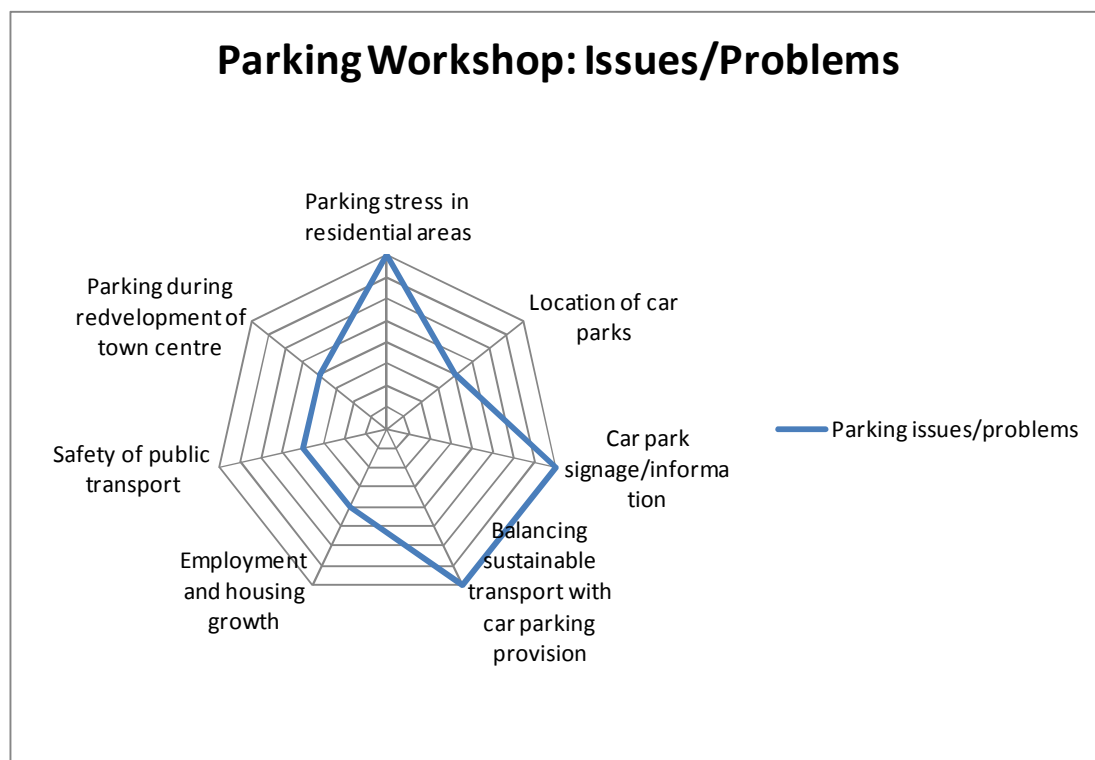 Parking Workshop: Issues/Problems
Parking stress in
residential areas
Location of car
parks
Car park
signage/informa
tion
Balancing
sustainable
transport with
car parking
provision
Employment
and housing
growth
Safety of public
transport
Parking during
redvelopment of
town centre
Parking issues/problems